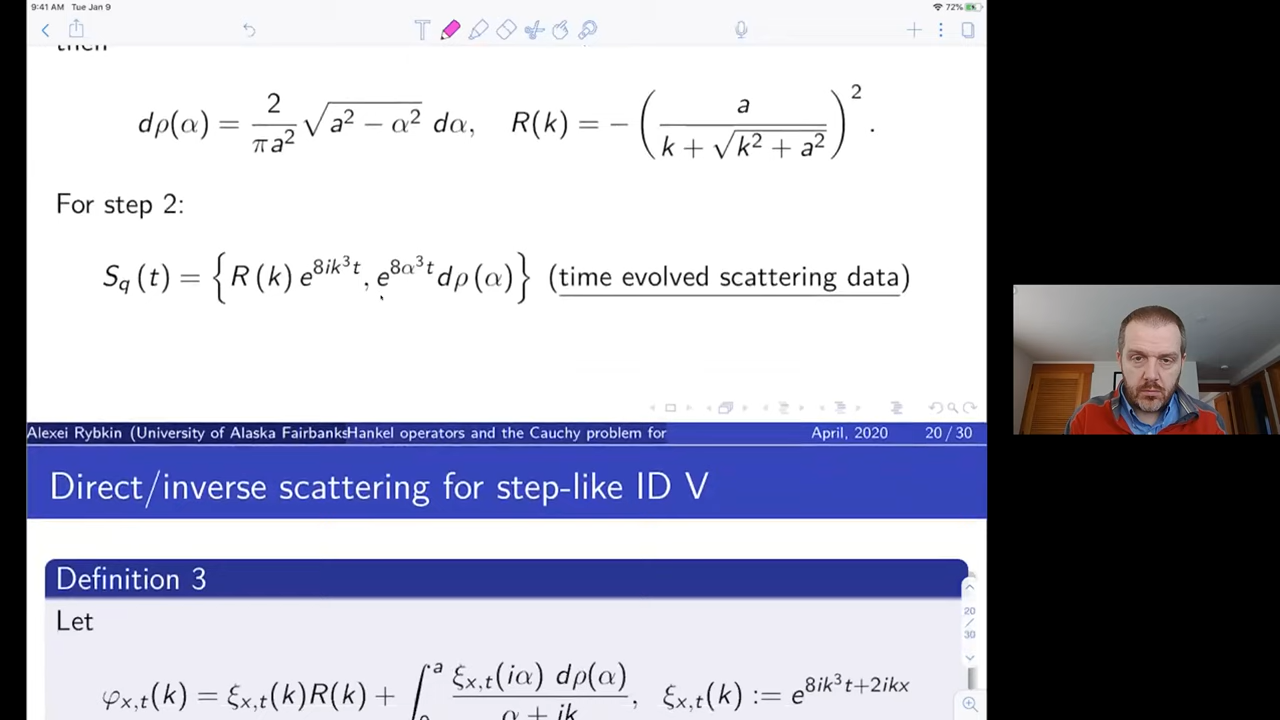 9:41 AM Tue Jan 9
72%
then
dρ(α) = 2/(πa²) √(a² − α²) dα, R(k) = − (a/(k + √(k² + a²)))² .
For step 2:
S_q (t) = {R (k) e^{8ik³t}, e^{8α³t} dρ (α)} (time evolved scattering data)
Alexei Rybkin (University of Alaska Fairbanks Hankel operators and the Cauchy problem for April, 2020 20 / 30
Direct/inverse scattering for step-like ID V
Definition 3
Let
20 / 30
φ_{x,t}(k) = ξ_{x,t}(k)R(k) + ∫_0^a ξ_{x,t}(iα) dρ(α)/(α + ik), ξ_{x,t}(k) := e^{8ik³t+2ikx}